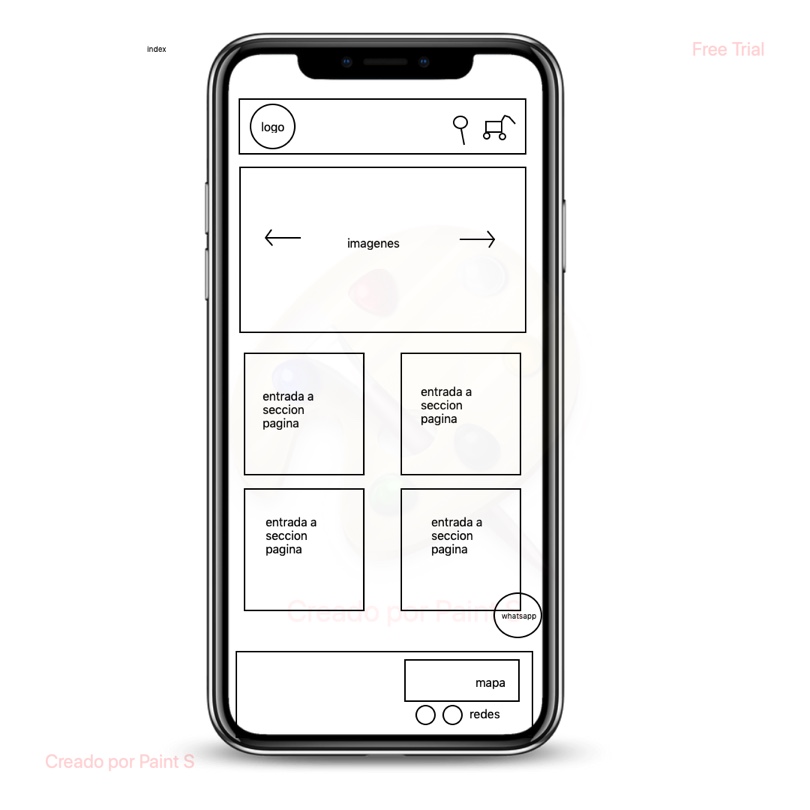 index
Free Trial
logo
imagenes
entrada a
seccion
pagina
entrada a
seccion
pagina
entrada a
seccion
pagina
entrada a
seccion
pagina
Creado por Paint S
whatsapp
mapa
redes
Creado por Paint S